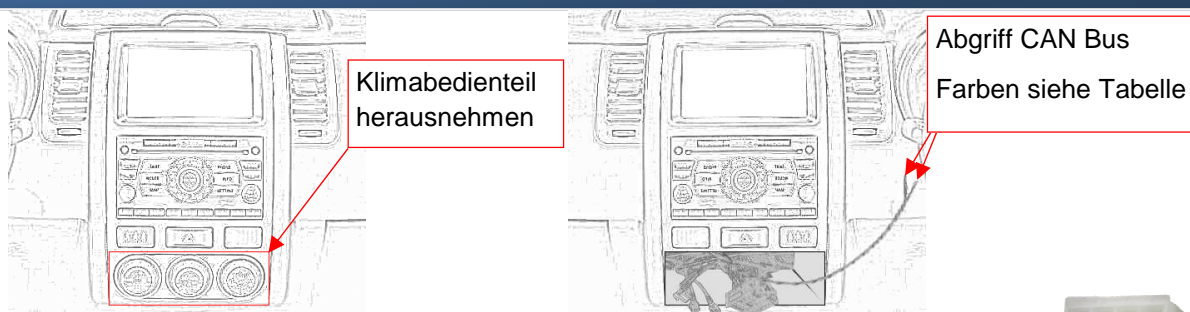 Klimabedienteil
herausnehmen
Abgriff CAN Bus
Farben siehe Tabelle